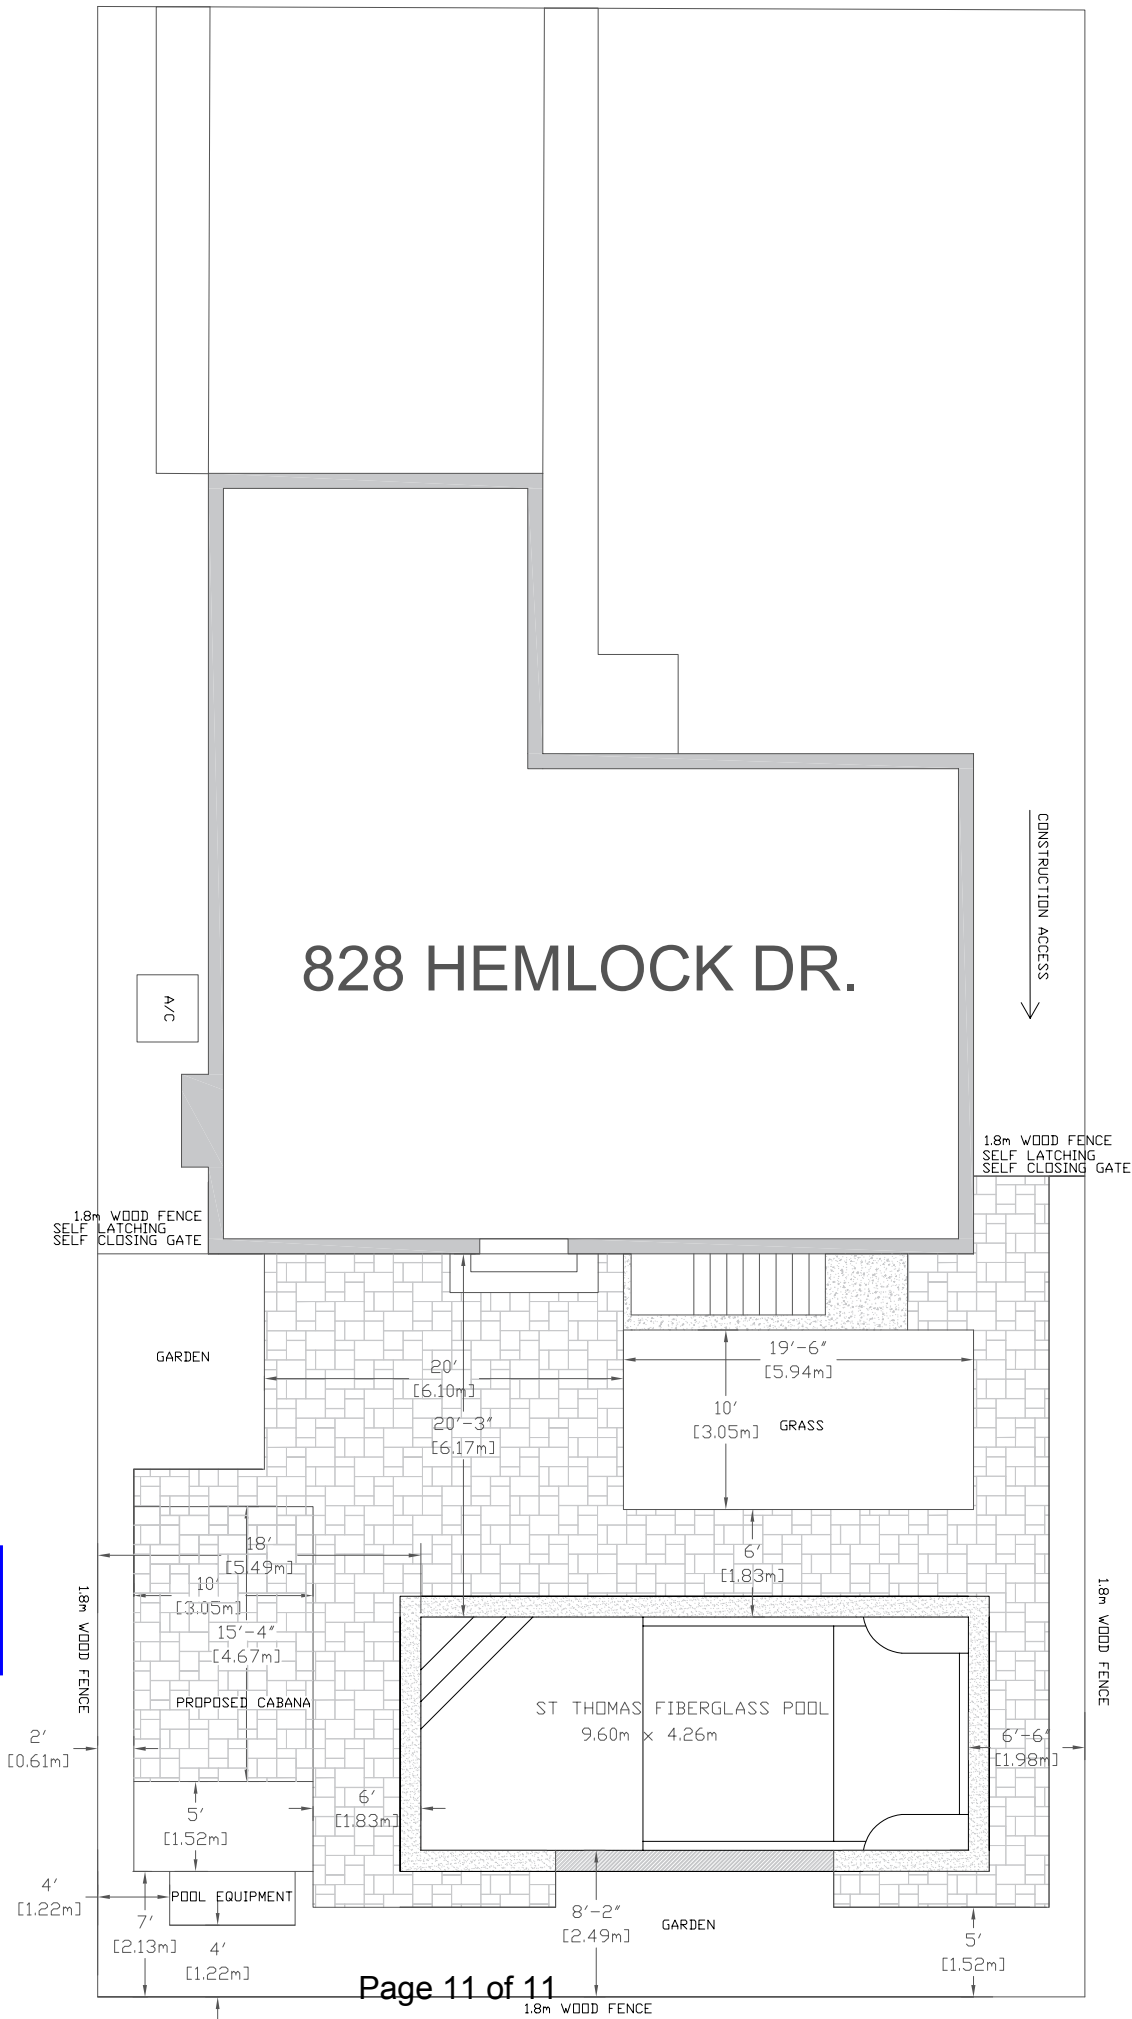 828 HEMLOCK DR.
CONSTRUCTION ACCESS
A/C
1.8m WOOD FENCE
SELF LATCHING
SELF CLOSING GATE
1.8m WOOD FENCE
SELF LATCHING
SELF CLOSING GATE
GARDEN
20'
[6.10m]
19'-6"
[5.94m]
10'
[3.05m]
GRASS
20'-3"
[6.17m]
18'
[5.49m]
6'
[1.83m]
10'
[3.05m]
15'-4"
[4.67m]
1.8m WOOD FENCE
1.8m WOOD FENCE
PROPOSED CABANA
ST THOMAS FIBERGLASS POOL
9.60m x 4.26m
2'
[0.61m]
6'-6"
[1.98m]
6'
[1.83m]
5'
[1.52m]
4'
[1.22m]
POOL EQUIPMENT
7'
[2.13m]
4'
[1.22m]
8'-2"
[2.49m]
GARDEN
5'
[1.52m]
Page 11 of 11
1.8m WOOD FENCE